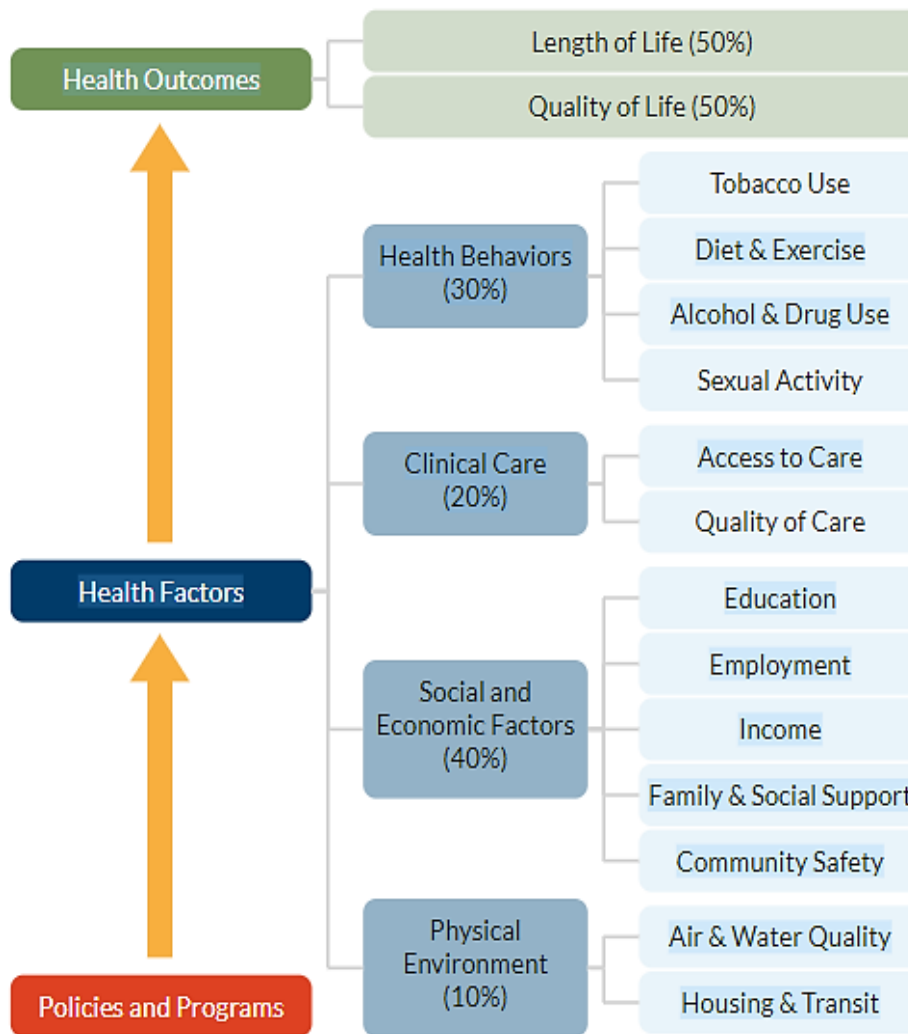 Health Outcomes
Length of Life (50%)
Quality of Life (50%)
Health Factors
Health Behaviors
(30%)
Tobacco Use
Diet & Exercise
Alcohol & Drug Use
Sexual Activity
Clinical Care
(20%)
Access to Care
Quality of Care
Social and
Economic Factors
(40%)
Education
Employment
Income
Family & Social Support
Community Safety
Physical
Environment
(10%)
Air & Water Quality
Housing & Transit
Policies and Programs